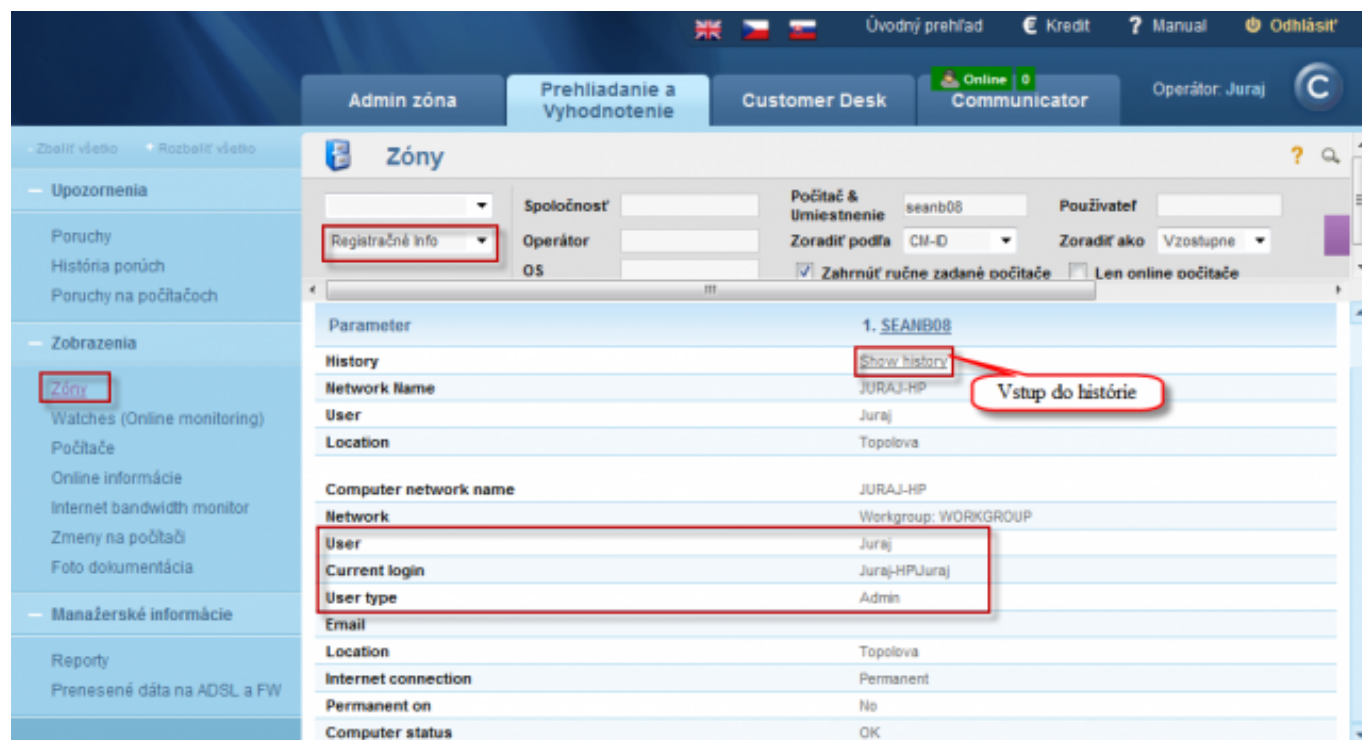 Úvodný prehľad € Kredit ? Manual Odhlásiť
Admin zóna
Prehliadanie a
Vyhodnotenie
Customer Desk
Online 0
Communicator
Operátor: Juraj
C
- Zbaliť všetko + Rozbaliť všetko
Zóny ?
Upozornenia
Poruchy
História porúch
Poruchy na počítačoch
Zobrazenia
Zóny
Watches (Online monitoring)
Počítače
Online informácie
Internet bandwidth monitor
Zmeny na počítači
Foto dokumentácia
Manažerské informácie
Reporty
Prenesené dáta na ADSL a FW
Spoločnosť
Počítač &
Umiestnenie seanb08
Používateľ
Registračné Info
Operátor
Zoradiť podľa CM-ID
Zoradiť ako Vzostupne
OS
Zahrnúť ručne zadané počítače
Len online počítače
Parameter 1. SEANB08
History Show history
Vstup do histórie
Network Name JURAJ-HP
User Juraj
Location Topolova
Computer network name JURAJ-HP
Network Workgroup: WORKGROUP
User Juraj
Current login Juraj-HP\Juraj
User type Admin
Email
Location Topolova
Internet connection Permanent
Permanent on No
Computer status OK